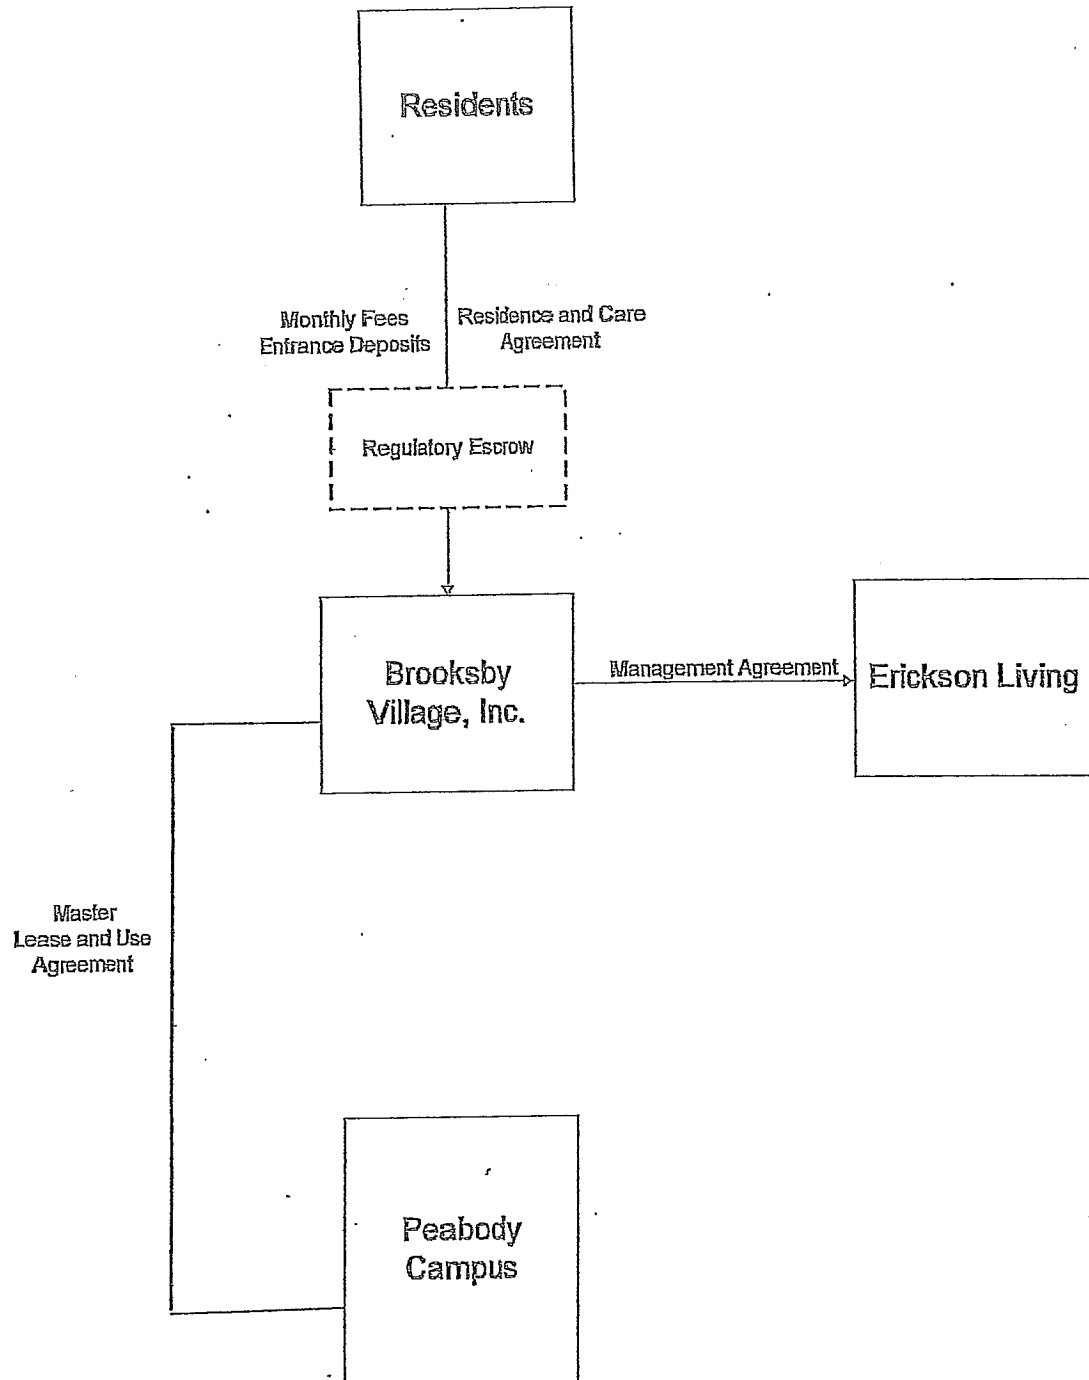 Residents
Monthly Fees
Entrance Deposits
Residence and Care
Agreement
Regulatory Escrow
Brooksby
Village, Inc.
Management Agreement
Erickson Living
Master
Lease and Use
Agreement
Peabody
Campus